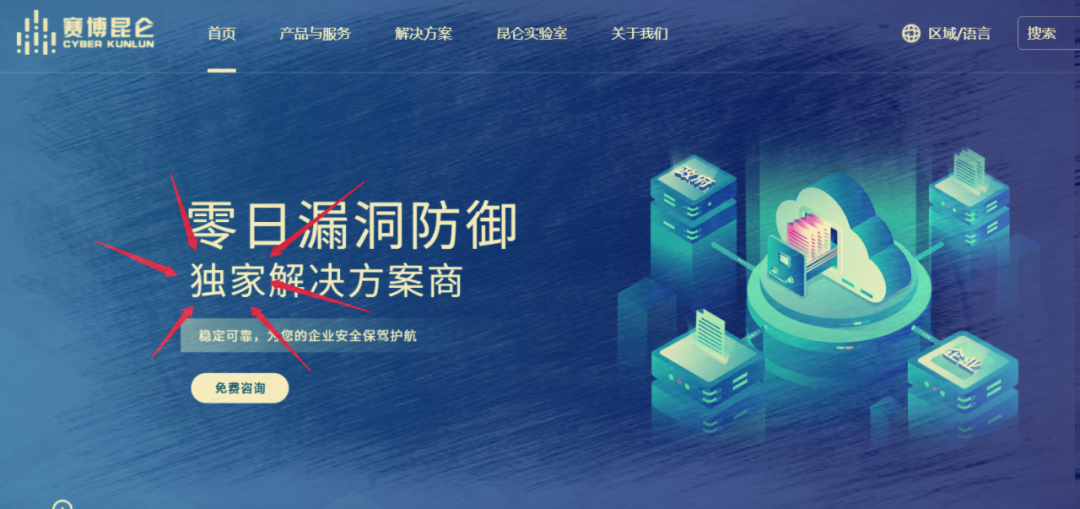 赛博昆仑
CYBER KUNLUN
首页
产品与服务
解决方案
昆仑实验室
关于我们
区域/语言
搜索
零日漏洞防御
独家解决方案商
稳定可靠，为您的企业安全保驾护航
免费咨询
政府
企业